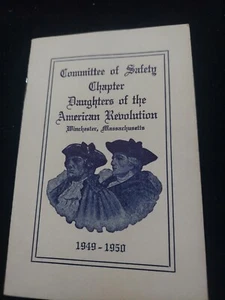 Committee of Safety
Chapter
Daughters of the
American Revolution
Winchester, Massachusetts
1949-1950